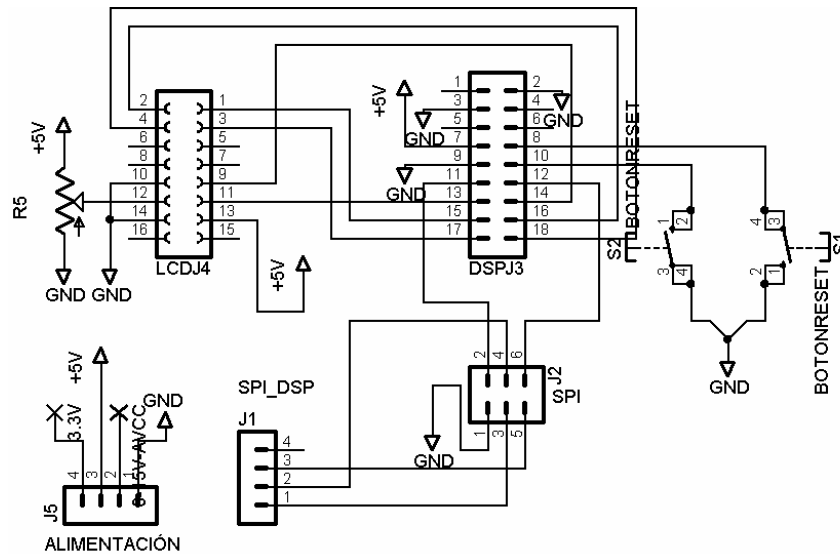 2 1
4 3
6 5
8 7
10 9
12 11
14 13
16 15
LCDJ4
+5V
R5
GND
GND
+5V
1 2
3 4
5 6
7 8
9 10
11 12
13 14
15 16
17 18
DSPJ3
+5V
GND
GND
GND
BOTONRESET
S2
1 2
3 4
4 3
2 1
S1
BOTONRESET
GND
2 4 6
J2
SPI
1 3 5
GND
SPI_DSP
J1
4
3
2
1
+5V
3.3V
GND
4 3 2 1
J5
ALIMENTACIÓN